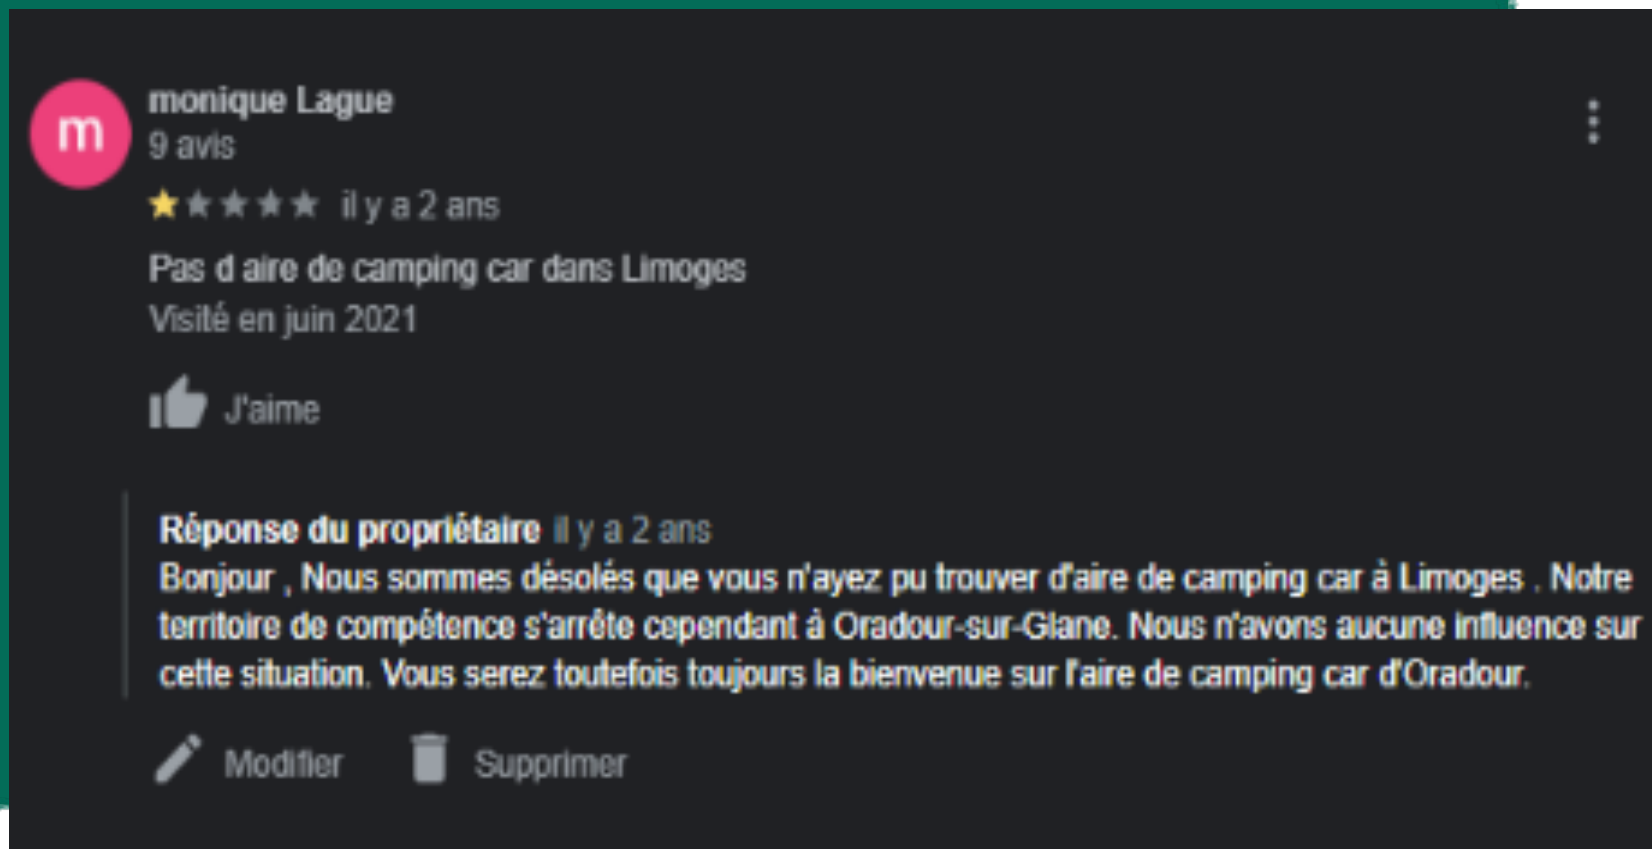 m
monique Lague
9 avis
il y a 2 ans
Pas d aire de camping car dans Limoges
Visité en juin 2021
J'aime
Réponse du propriétaire il y a 2 ans
Bonjour , Nous sommes désolés que vous n'ayez pu trouver d'aire de camping car à Limoges . Notre
territoire de compétence s'arrête cependant à Oradour-sur-Glane. Nous n'avons aucune influence sur
cette situation. Vous serez toutefois toujours la bienvenue sur l'aire de camping car d'Oradour.
Modifier Supprimer